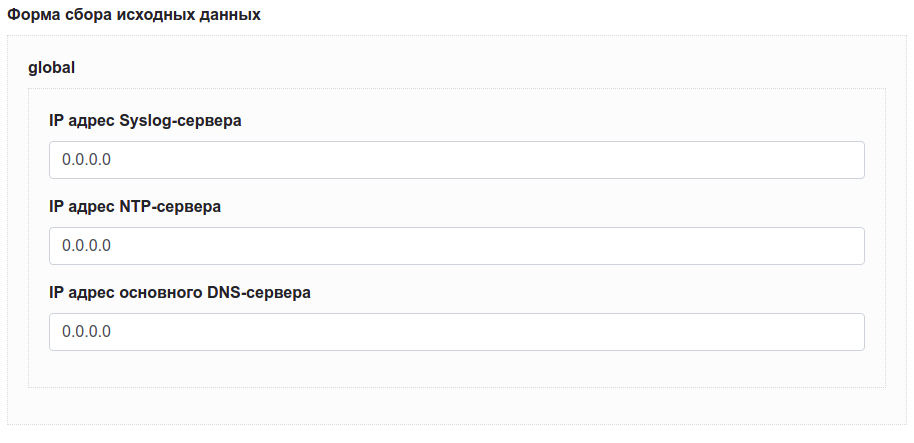 Форма сбора исходных данных
global
IP адрес Syslog-сервера
0.0.0.0
IP адрес NTP-сервера
0.0.0.0
IP адрес основного DNS-сервера
0.0.0.0